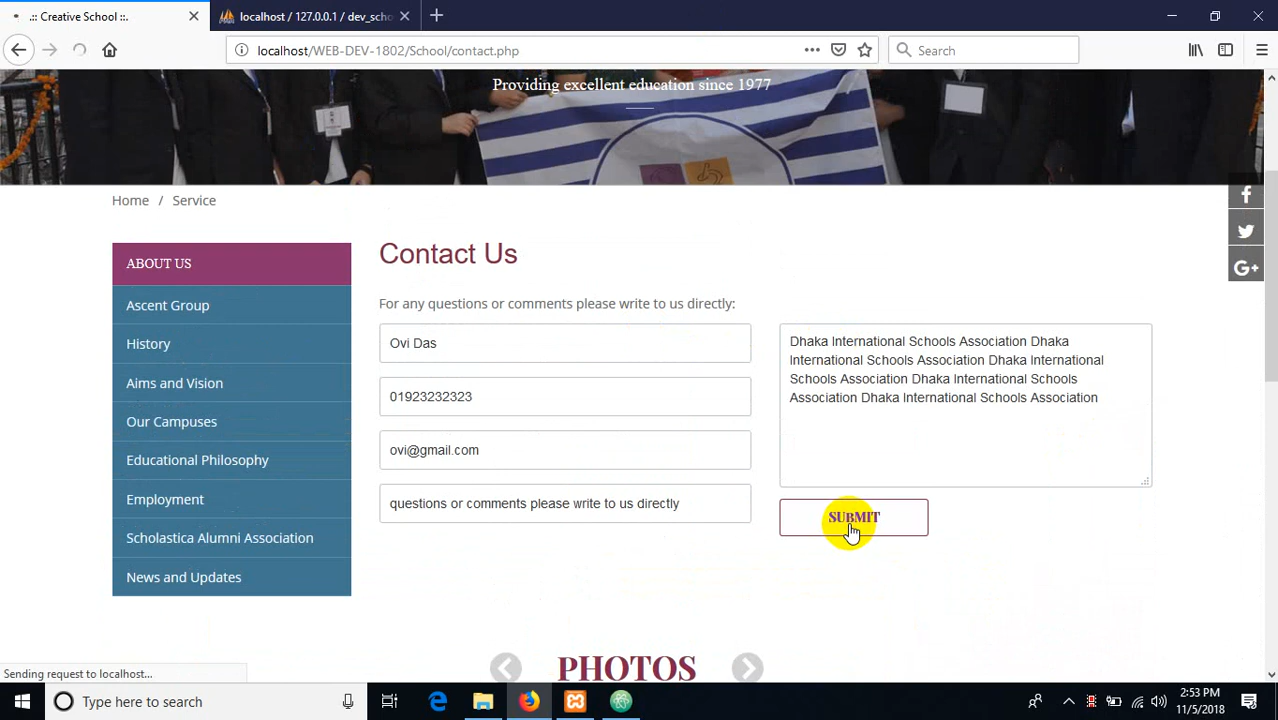 .:: Creative School ::.
localhost / 127.0.0.1 / dev_scho
localhost/WEB-DEV-1802/School/contact.php
Search
Providing excellent education since 1977
Home / Service
ABOUT US
Ascent Group
History
Aims and Vision
Our Campuses
Educational Philosophy
Employment
Scholastica Alumni Association
News and Updates
Contact Us
For any questions or comments please write to us directly:
Ovi Das
01923232323
ovi@gmail.com
questions or comments please write to us directly
Dhaka International Schools Association Dhaka
International Schools Association Dhaka International
Schools Association Dhaka International Schools
Association Dhaka International Schools Association
SUBMIT
PHOTOS
Sending request to localhost...
Type here to search
2:53 PM
11/5/2018